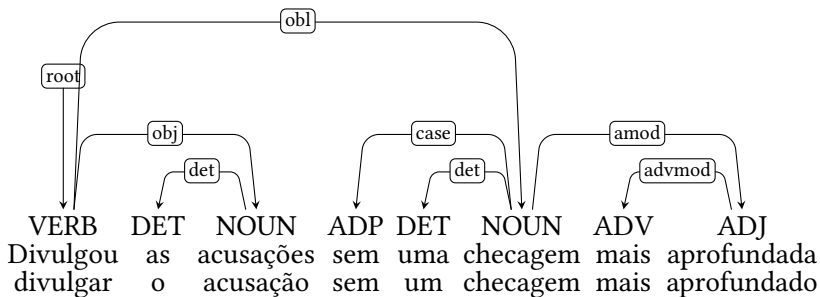 obl
root
obj case amod
det det advmod
VERB DET NOUN ADP DET NOUN ADV ADJ
Divulgou as acusações sem uma checagem mais aprofundada
divulgar o acusação sem um checagem mais aprofundado